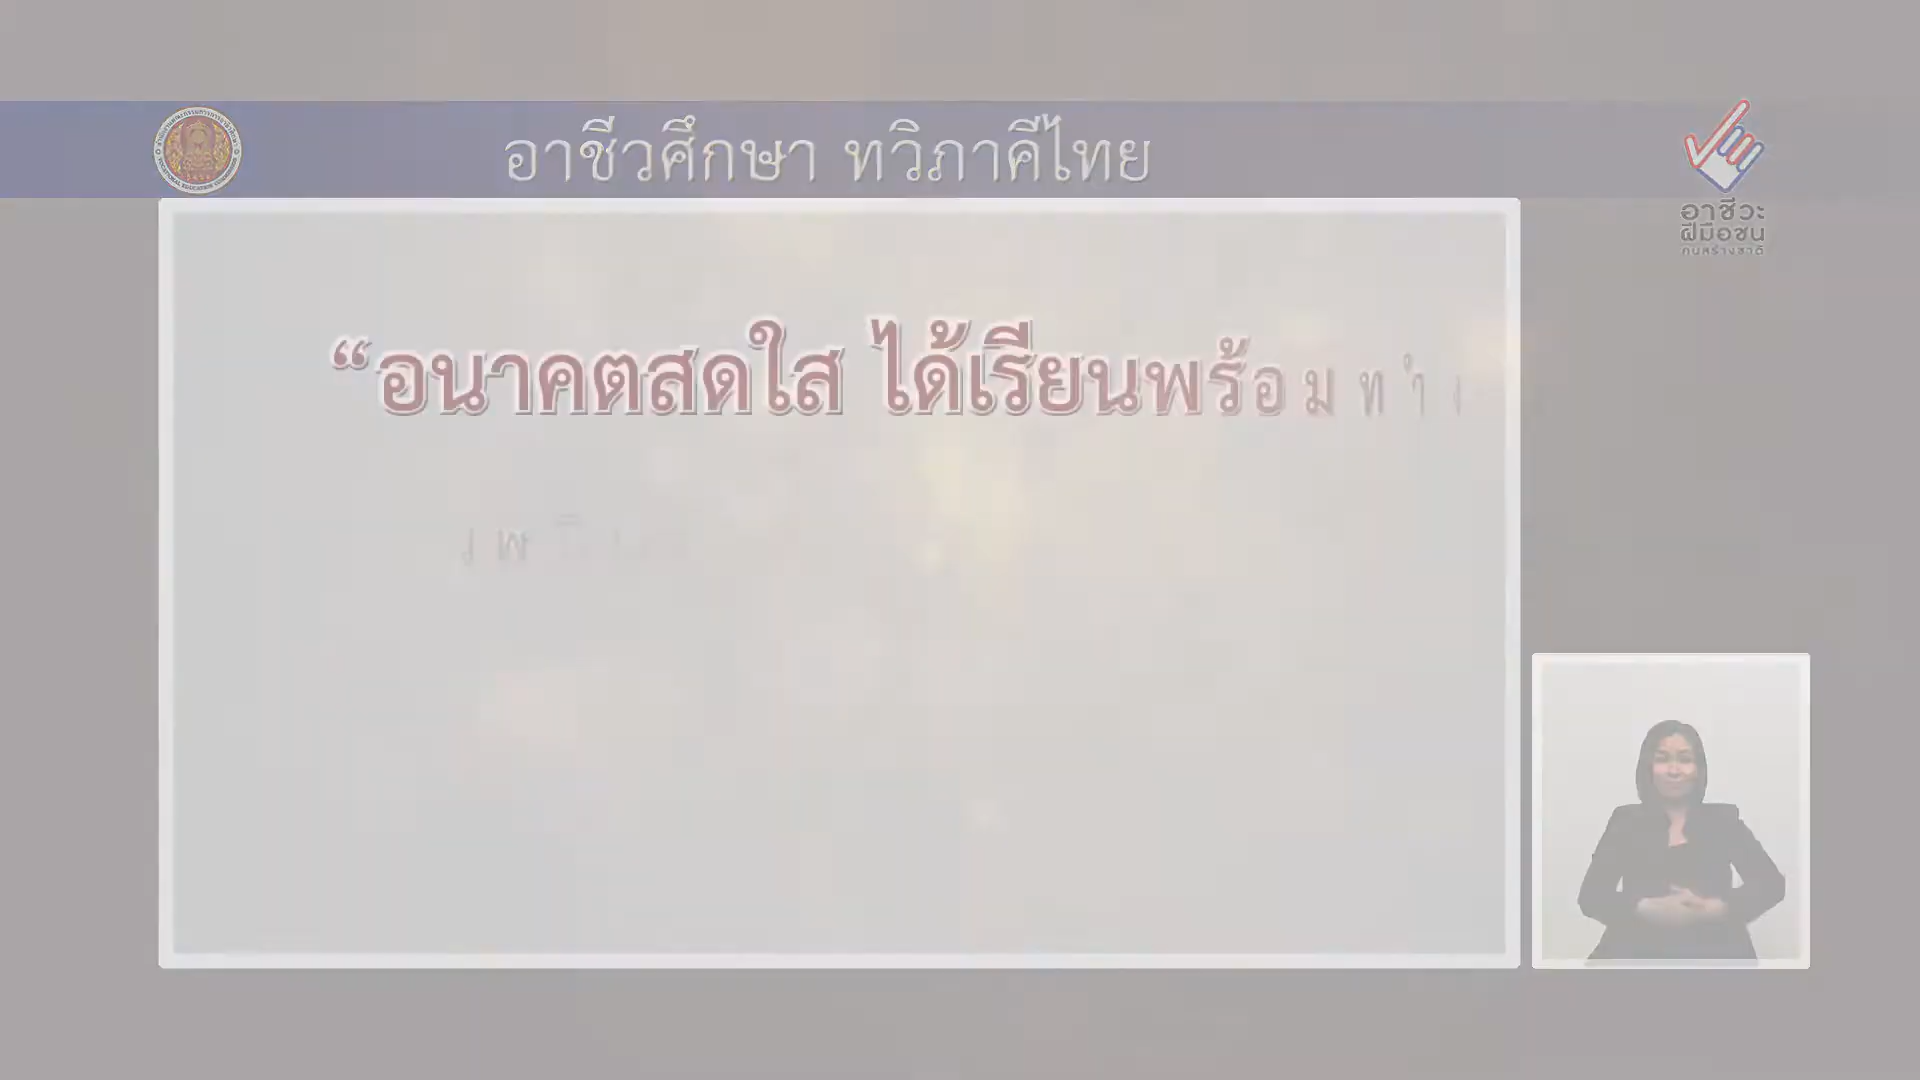 อาชีวศึกษา ทวิภาคีไทย
อาชีวะ
ฝีมือชน
คนสร้างชาติ
“อนาคตสดใส ได้เรียนพร้อมทำ